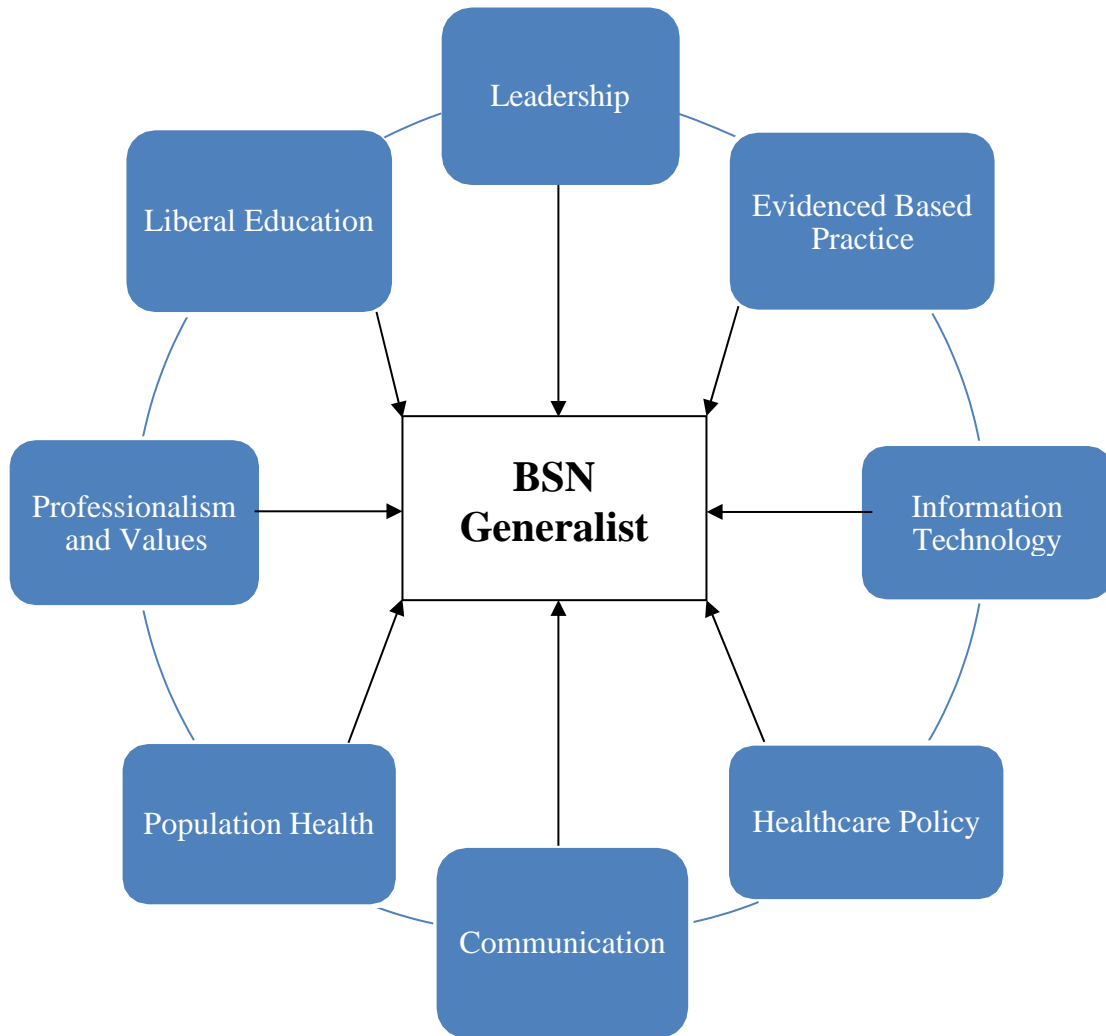 Leadership
Evidenced Based
Practice
Liberal Education
BSN
Generalist
Professionalism
and Values
Information
Technology
Population Health
Healthcare Policy
Communication